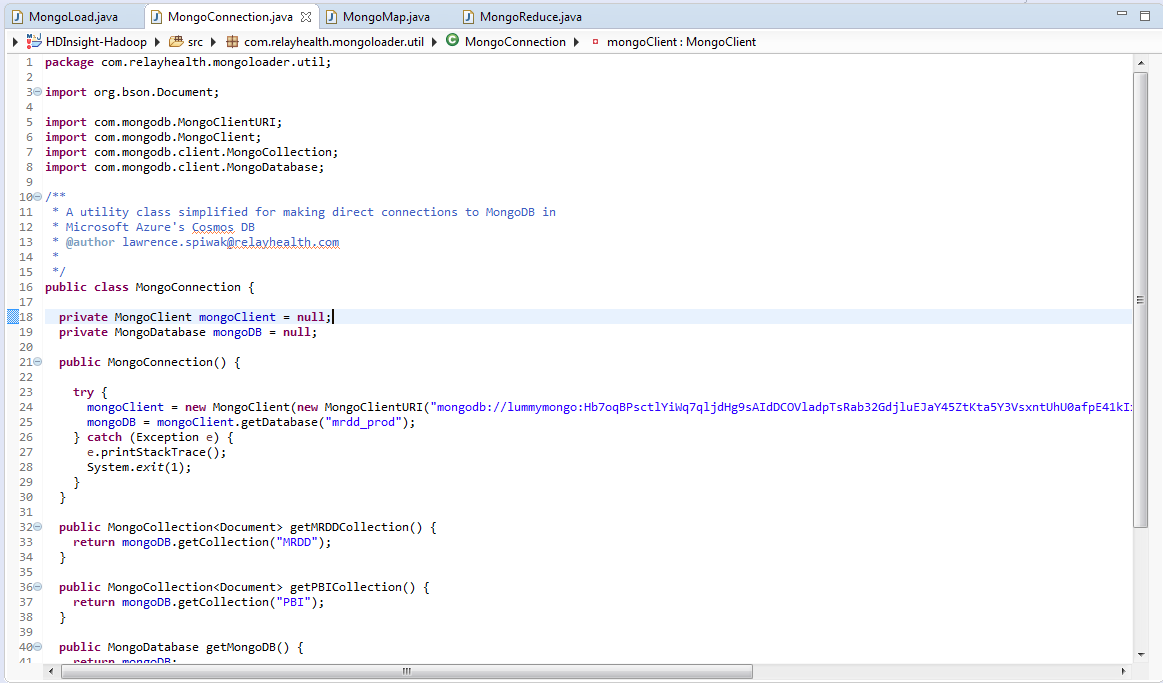 MongoLoad.java MongoConnection.java MongoMap.java MongoReduce.java
HDInsight-Hadoop src com.relayhealth.mongoloader.util MongoConnection mongoClient : MongoClient
1 package com.relayhealth.mongoloader.util;
2
3 import org.bson.Document;
4
5 import com.mongodb.MongoClientURI;
6 import com.mongodb.MongoClient;
7 import com.mongodb.client.MongoCollection;
8 import com.mongodb.client.MongoDatabase;
9
10 /**
11 * A utility class simplified for making direct connections to MongoDB in
12 * Microsoft Azure's Cosmos DB
13 * @author lawrence.spiwak@relayhealth.com
14 *
15 */
16 public class MongoConnection {
17
18 private MongoClient mongoClient = null;
19 private MongoDatabase mongoDB = null;
20
21 public MongoConnection() {
22
23 try {
24 mongoClient = new MongoClient(new MongoClientURI("mongodb://lummymongo:
25 mongoDB = mongoClient.getDatabase("mrdd_prod");
26 } catch (Exception e) {
27 e.printStackTrace();
28 System.exit(1);
29 }
30 }
31
32 public MongoCollection<Document> getMRDDCollection() {
33 return mongoDB.getCollection("MRDD");
34 }
35
36 public MongoCollection<Document> getPBICollection() {
37 return mongoDB.getCollection("PBI");
38 }
39
40 public MongoDatabase getMongoDB() {
41 return mongoDB;